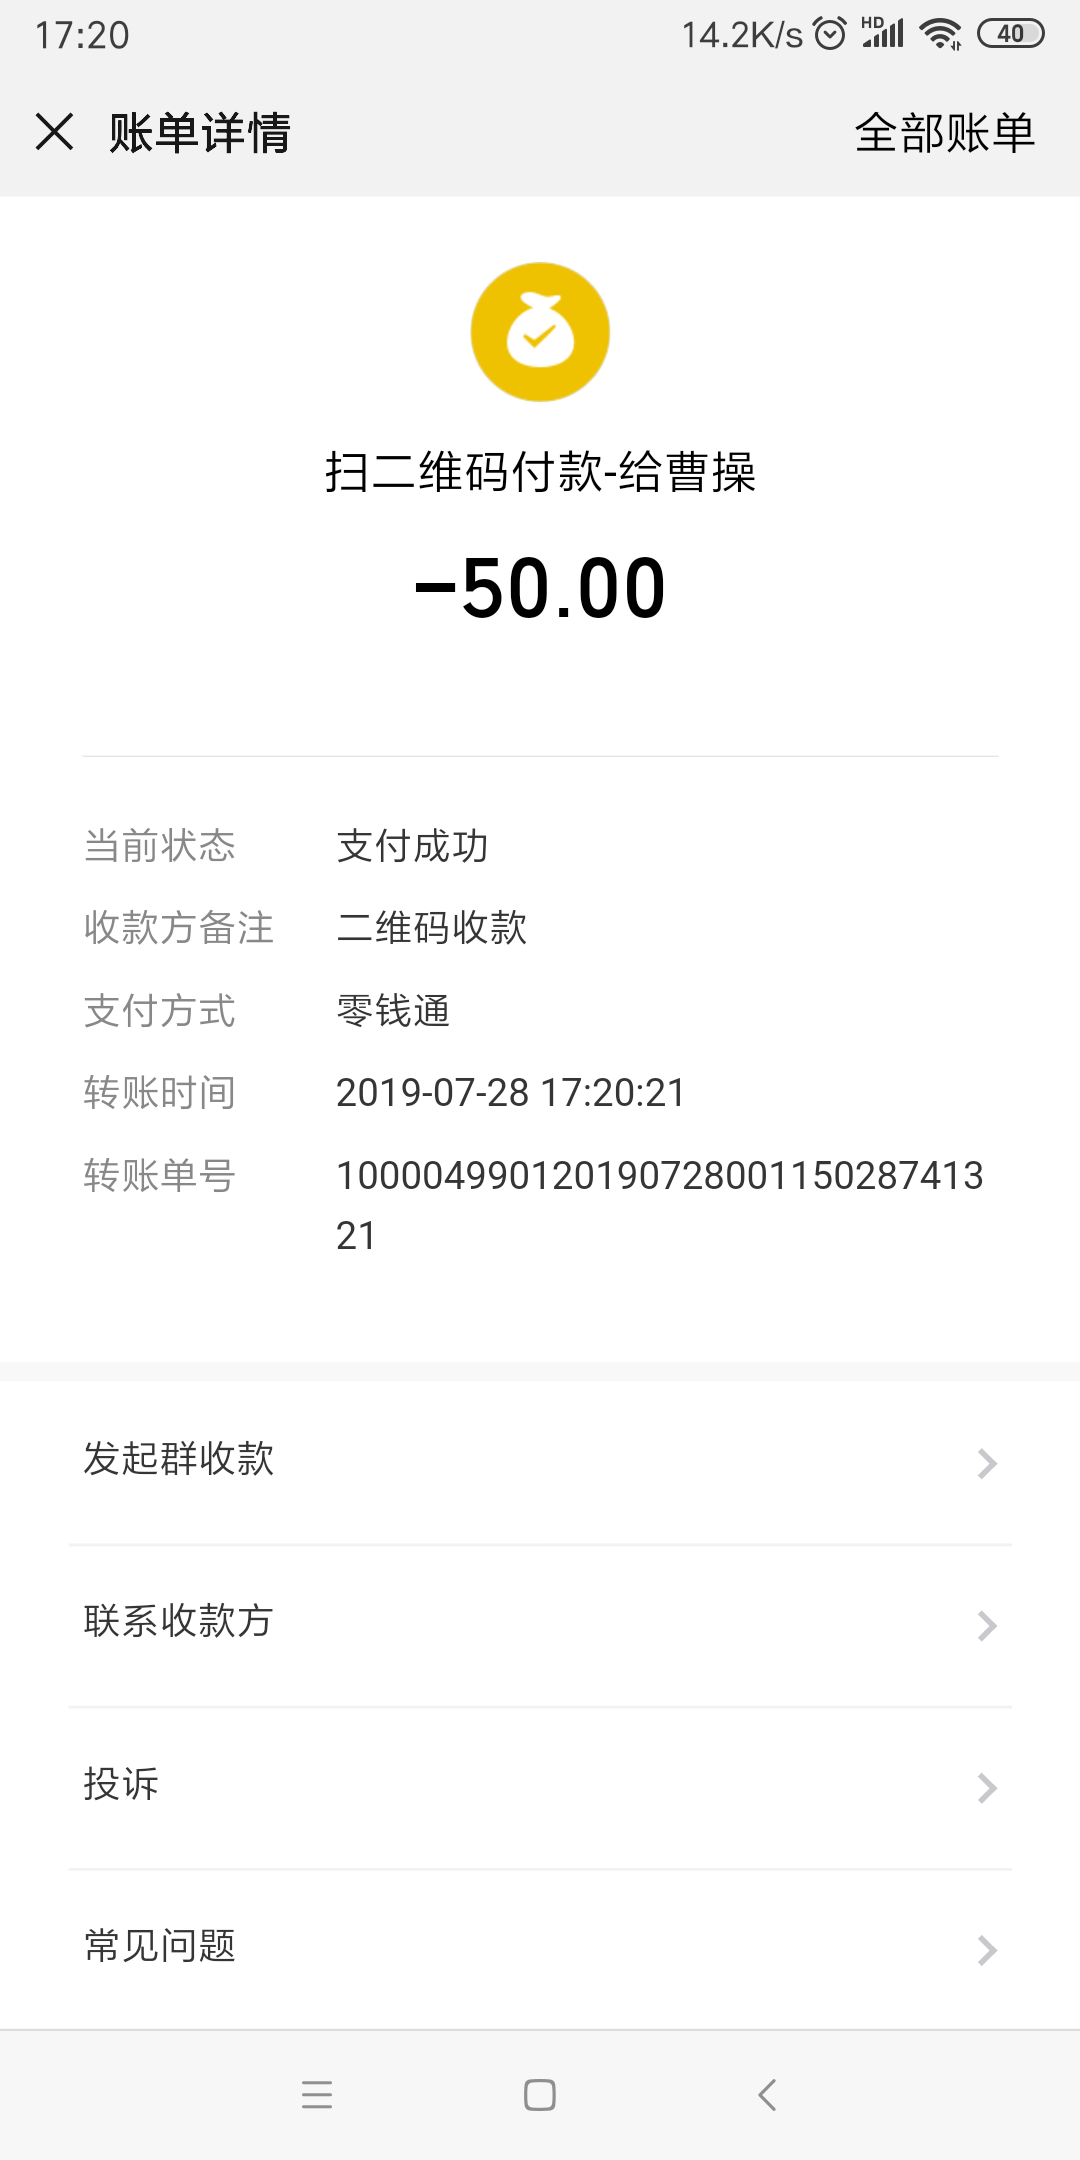 17:20
14.2K/s HD 40
账单详情
全部账单
扫二维码付款-给曹操
-50.00
当前状态 支付成功
收款方备注 二维码收款
支付方式 零钱通
转账时间 2019-07-28 17:20:21
转账单号 100004990120190728001150287413
21
发起群收款
联系收款方
投诉
常见问题